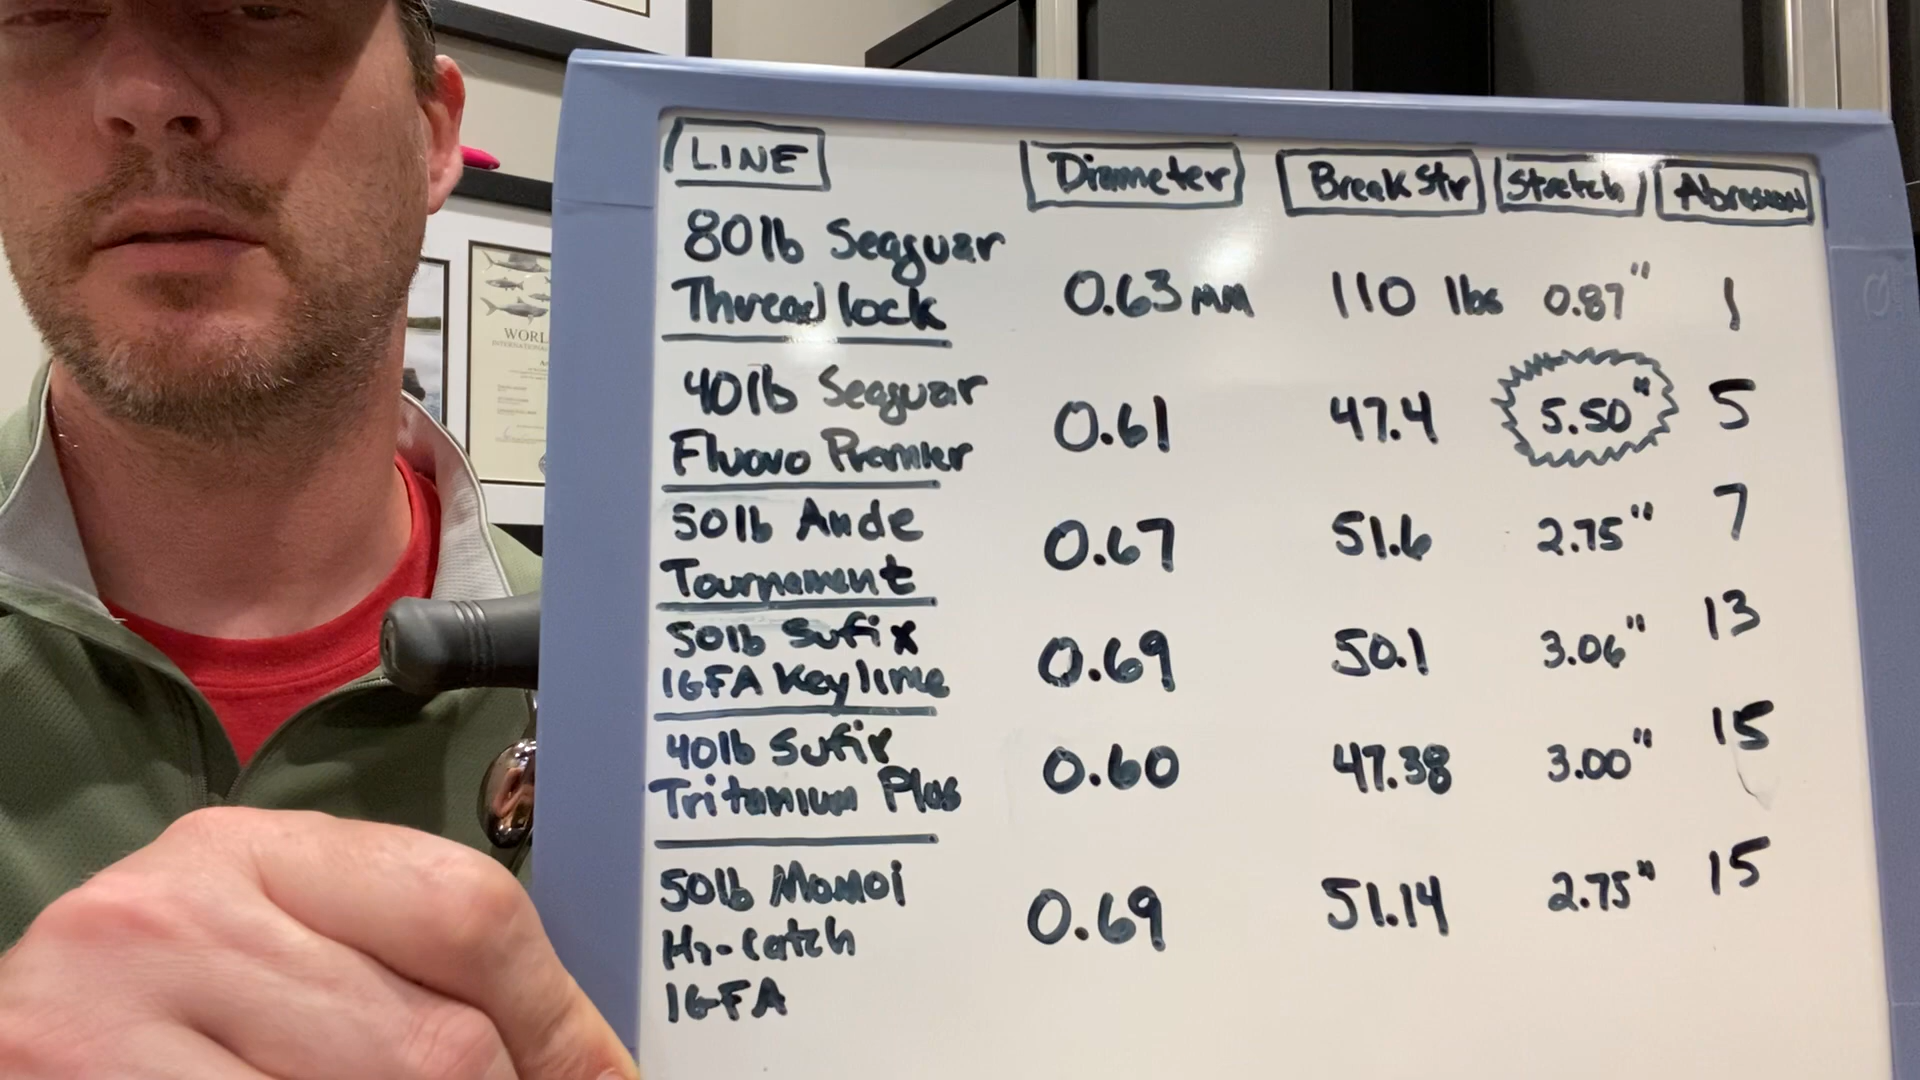 LINE Diameter Break Str Stretch Abrasion
80lb Seaguar
Threadlock 0.63 mm 110 lbs 0.87" 1
40lb Seaguar
Fluoro Premier 0.61 47.4 5.50" 5
50lb Ande
Tournament 0.67 51.6 2.75" 7
50lb Sufix
IGFA Keylime 0.69 50.1 3.06" 13
40lb Sufix
Tritanium Plus 0.60 47.38 3.00" 15
50lb Momoi
Hi-Catch 0.69 51.14 2.75" 15
IGFA
WORL
INTERNATIONAL